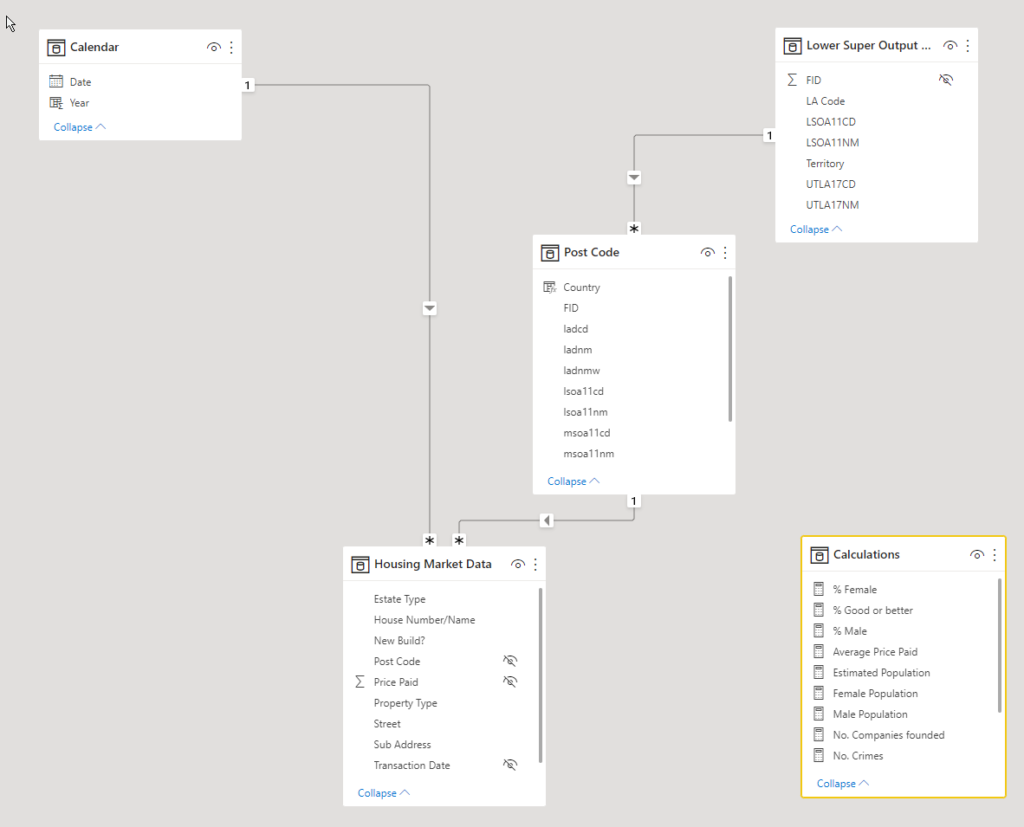 Calendar
Date
Year
Collapse
1
Lower Super Output ...
FID
LA Code
LSOA11CD
LSOA11NM
Territory
UTLA17CD
UTLA17NM
Collapse
1
*
Post Code
Country
FID
ladcd
ladnm
ladnmw
lsoa11cd
lsoa11nm
msoa11cd
msoa11nm
Collapse
1
* *
Housing Market Data
Estate Type
House Number/Name
New Build?
Post Code
Price Paid
Property Type
Street
Sub Address
Transaction Date
Collapse
Calculations
% Female
% Good or better
% Male
Average Price Paid
Estimated Population
Female Population
Male Population
No. Companies founded
No. Crimes
Collapse